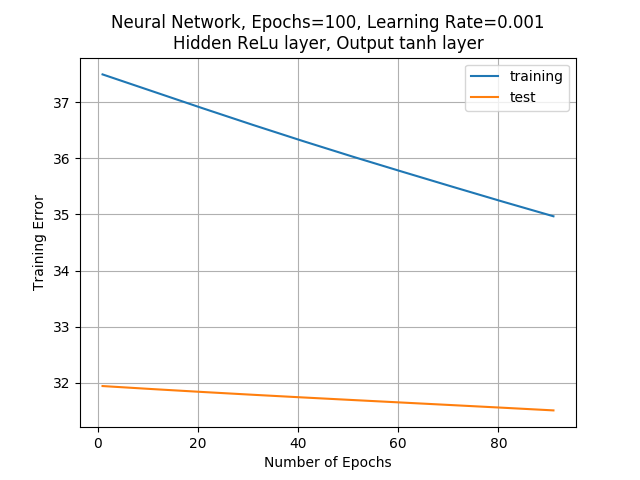 Neural Network, Epochs=100, Learning Rate=0.001
Hidden ReLu layer, Output tanh layer
training
test
37
36
35
34
33
32
Training Error
0 20 40 60 80
Number of Epochs